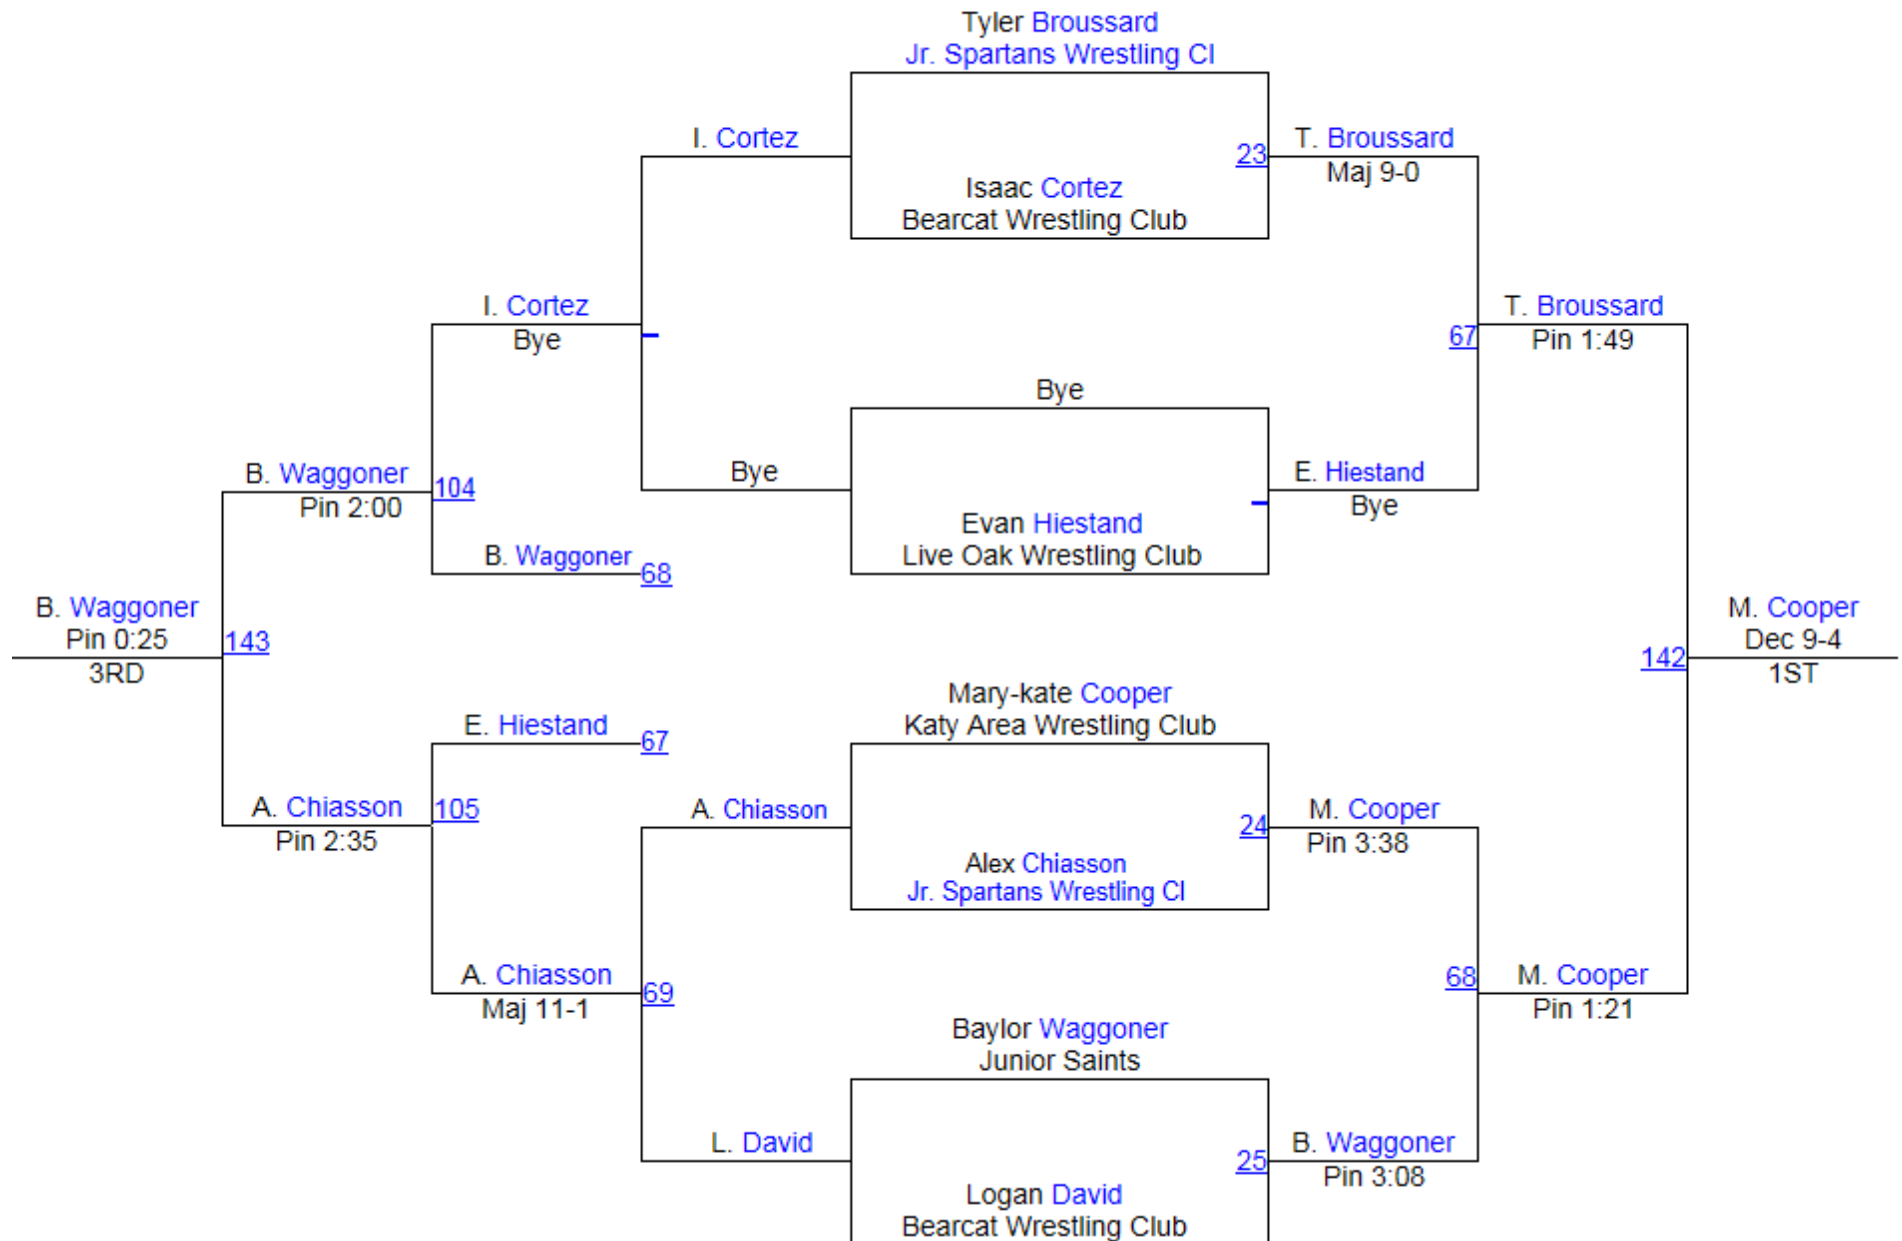 Tyler Broussard
Jr. Spartans Wrestling Cl
I. Cortez
23
T. Broussard
Maj 9-0
Isaac Cortez
Bearcat Wrestling Club
I. Cortez
Bye
T. Broussard
Pin 1:49
67
Bye
B. Waggoner
Pin 2:00
104
Bye
E. Hiestand
Bye
Evan Hiestand
Live Oak Wrestling Club
B. Waggoner
68
B. Waggoner
Pin 0:25
3RD
143
M. Cooper
Dec 9-4
1ST
142
Mary-kate Cooper
Katy Area Wrestling Club
E. Hiestand
67
A. Chiasson
Pin 2:35
105
A. Chiasson
24
M. Cooper
Pin 3:38
Alex Chiasson
Jr. Spartans Wrestling Cl
A. Chiasson
Maj 11-1
69
68
M. Cooper
Pin 1:21
Baylor Waggoner
Junior Saints
L. David
25
B. Waggoner
Pin 3:08
Logan David
Bearcat Wrestling Club